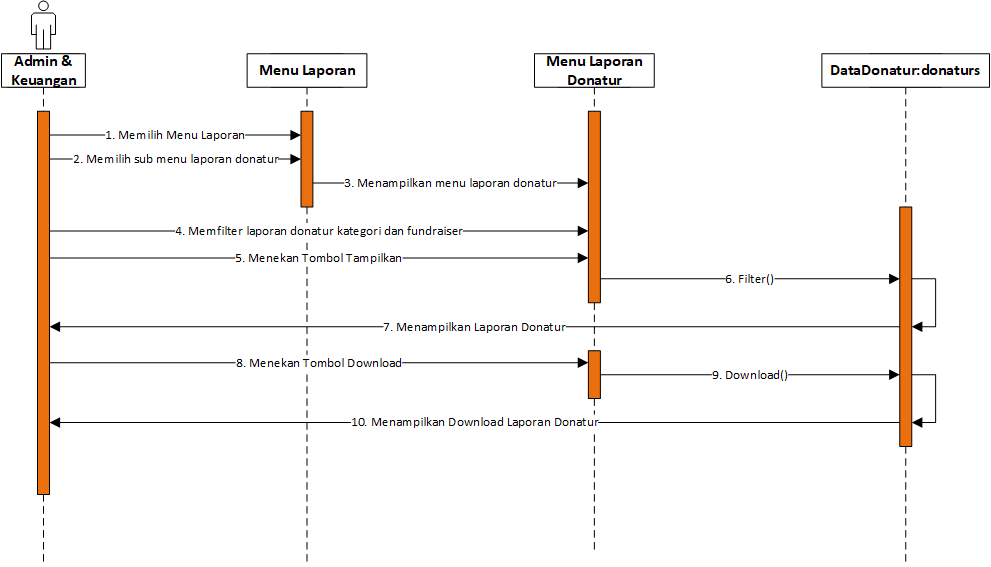 Admin &
Keuangan
Menu Laporan
Menu Laporan
Donatur
DataDonatur:donaturs
1. Memilih Menu Laporan
2. Memilih sub menu laporan donatur
3. Menampilkan menu laporan donatur
4. Memfilter laporan donatur kategori dan fundraiser
5. Menekan Tombol Tampilkan
6. Filter()
7. Menampilkan Laporan Donatur
8. Menekan Tombol Download
9. Download()
10. Menampilkan Download Laporan Donatur